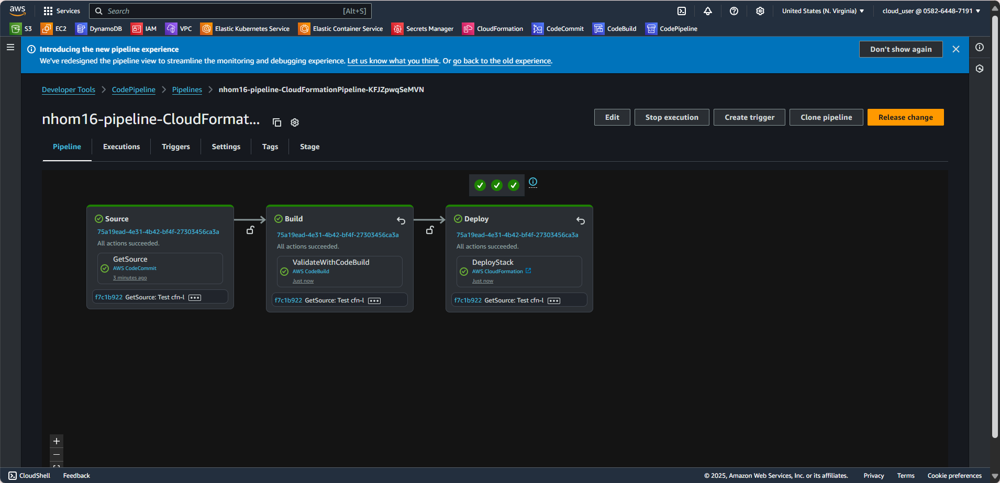 aws
Services
Search
[Alt+S]
United States (N. Virginia)
cloud_user @ 0582-6448-7191
S3
EC2
DynamoDB
IAM
VPC
Elastic Kubernetes Service
Elastic Container Service
Secrets Manager
CloudFormation
CodeCommit
CodeBuild
CodePipeline
Introducing the new pipeline experience
We've redesigned the pipeline view to streamline the monitoring and debugging experience. Let us know what you think. Or go back to the old experience.
Don't show again
Developer Tools
CodePipeline
Pipelines
nhom16-pipeline-CloudFormationPipeline-KFJZpwqSeMVN
nhom16-pipeline-CloudFormat...
Edit
Stop execution
Create trigger
Clone pipeline
Release change
Pipeline
Executions
Triggers
Settings
Tags
Stage
Source
75a19ead-4e31-4b42-bf4f-27303456ca3a
All actions succeeded.
GetSource
AWS CodeCommit
3 minutes ago
f7c1b922 GetSource: Test cfn-l
Build
75a19ead-4e31-4b42-bf4f-27303456ca3a
All actions succeeded.
ValidateWithCodeBuild
AWS CodeBuild
Just now
f7c1b922 GetSource: Test cfn-l
Deploy
75a19ead-4e31-4b42-bf4f-27303456ca3a
All actions succeeded.
DeployStack
AWS CloudFormation
Just now
f7c1b922 GetSource: Test cfn-l
CloudShell
Feedback
© 2025, Amazon Web Services, Inc. or its affiliates.
Privacy
Terms
Cookie preferences